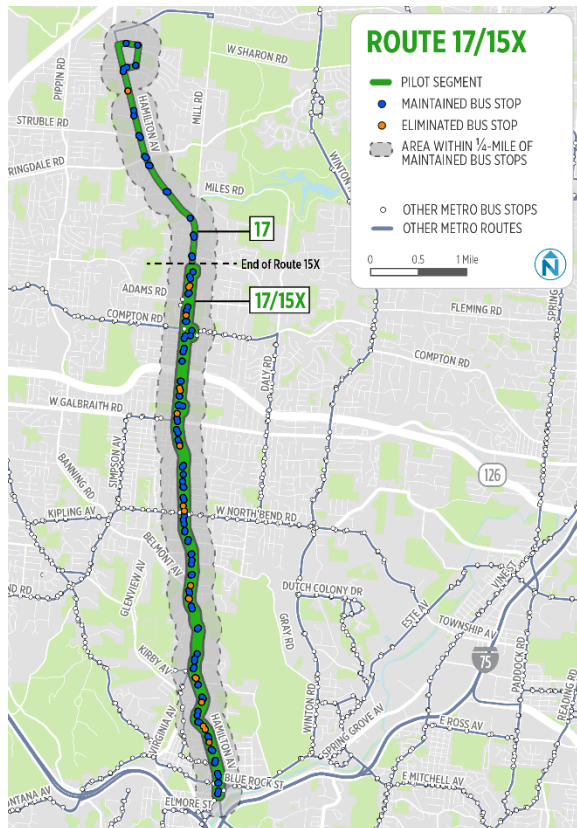 ROUTE 17/15X
PILOT SEGMENT
MAINTAINED BUS STOP
ELIMINATED BUS STOP
AREA WITHIN ¼-MILE OF
MAINTAINED BUS STOPS
OTHER METRO BUS STOPS
OTHER METRO ROUTES
0 0.5 1 Mile
N
W SHARON RD
PIPPIN RD
HAMILTON AV
MILL RD
STRUBLE RD
WINTON
RINGDALE RD
MILES RD
17
End of Route 15X
ADAMS RD
17/15X
COMPTON RD
FLEMING RD
SPRING
COMPTON RD
DALY RD
W GALBRAITH RD
SIMPSON AV
126
BANNING RD
KIPLING AV
W NORTH BEND RD
BELMONT AV
ND RD
GLENVIEW AV
DUTCH COLONY DR
VINE ST
ESTE AV
TOWNSHIP AV
GRAY RD
75
PADDOCK RD
KIRBY AV
READING RD
WINTON RD
VIRGINIA AV
HAMILTON AV
SPRING GROVE AV
E ROSS AV
BLUE ROCK ST
E MITCHELL AV
ONTANA AV
ELMORE ST